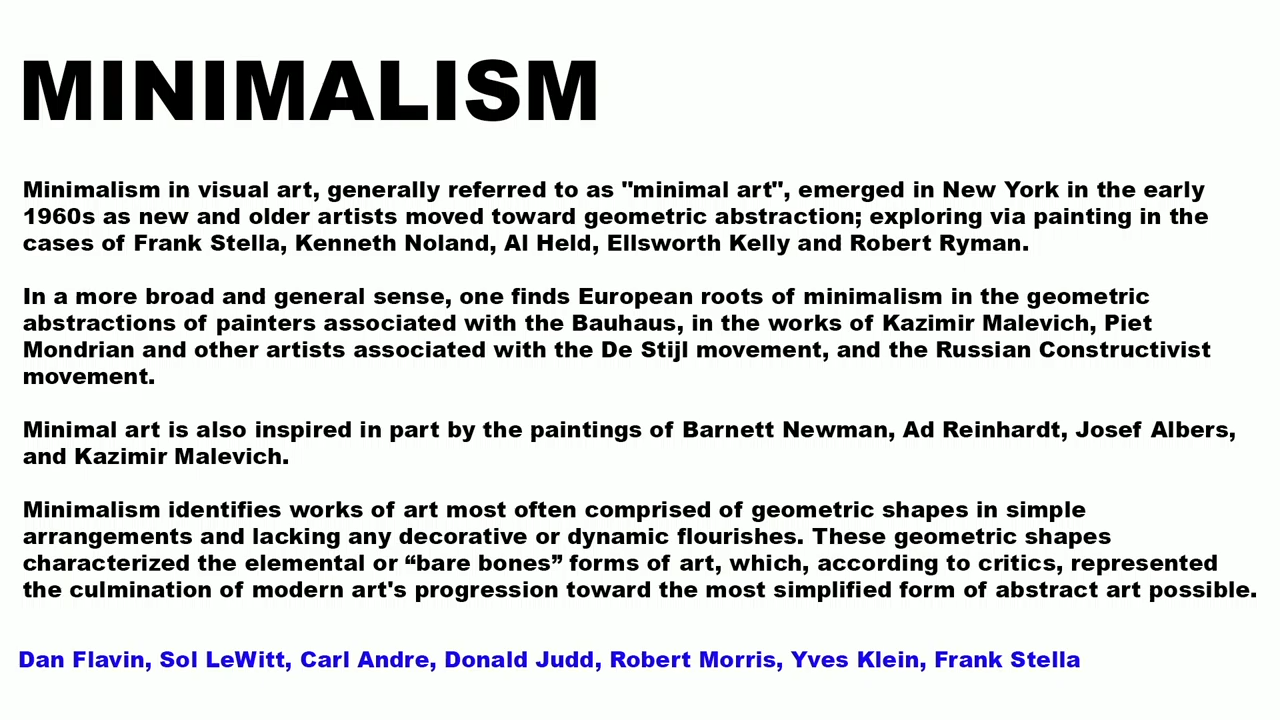 MINIMALISM
Minimalism in visual art, generally referred to as "minimal art", emerged in New York in the early
1960s as new and older artists moved toward geometric abstraction; exploring via painting in the
cases of Frank Stella, Kenneth Noland, Al Held, Ellsworth Kelly and Robert Ryman.
In a more broad and general sense, one finds European roots of minimalism in the geometric
abstractions of painters associated with the Bauhaus, in the works of Kazimir Malevich, Piet
Mondrian and other artists associated with the De Stijl movement, and the Russian Constructivist
movement.
Minimal art is also inspired in part by the paintings of Barnett Newman, Ad Reinhardt, Josef Albers,
and Kazimir Malevich.
Minimalism identifies works of art most often comprised of geometric shapes in simple
arrangements and lacking any decorative or dynamic flourishes. These geometric shapes
characterized the elemental or “bare bones” forms of art, which, according to critics, represented
the culmination of modern art's progression toward the most simplified form of abstract art possible.
Dan Flavin, Sol LeWitt, Carl Andre, Donald Judd, Robert Morris, Yves Klein, Frank Stella